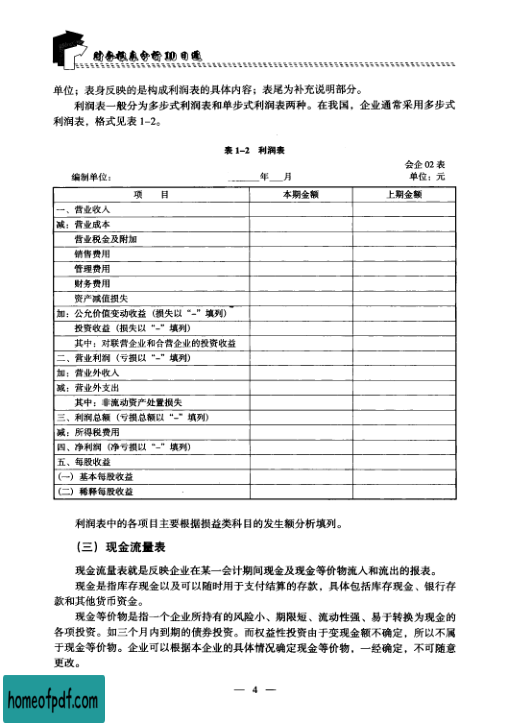 财务报表分析10日通
单位；表身反映的是构成利润表的具体内容；表尾为补充说明部分。
利润表一般分为多步式利润表和单步式利润表两种。在我国，企业通常采用多步式
利润表，格式见表 1–2。
表 1–2 利润表
会企 02 表
编制单位： ______年___月 单位：元
项 目 本期金额 上期金额
一、营业收入
减：营业成本
营业税金及附加
销售费用
管理费用
财务费用
资产减值损失
加：公允价值变动收益（损失以“–”填列）
投资收益（损失以“–”填列）
其中：对联营企业和合营企业的投资收益
二、营业利润（亏损以“–”填列）
加：营业外收入
减：营业外支出
其中：非流动资产处置损失
三、利润总额（亏损总额以“–”填列）
减：所得税费用
四、净利润（净亏损以“–”填列）
五、每股收益
（一）基本每股收益
（二）稀释每股收益
利润表中的各项目主要根据损益类科目的发生额分析填列。
（三）现金流量表
现金流量表就是反映企业在某一会计期间现金及现金等价物流入和流出的报表。
现金是指库存现金以及可以随时用于支付结算的存款，具体包括库存现金、银行存
款和其他货币资金。
现金等价物是指一个企业所持有的风险小、期限短、流动性强、易于转换为现金的
各项投资。如三个月内到期的债券投资。而权益性投资由于变现金额不确定，所以不属
于现金等价物。企业可以根据本企业的具体情况确定现金等价物，一经确定，不可随意
更改。
— 4 —
homeofpdf.com